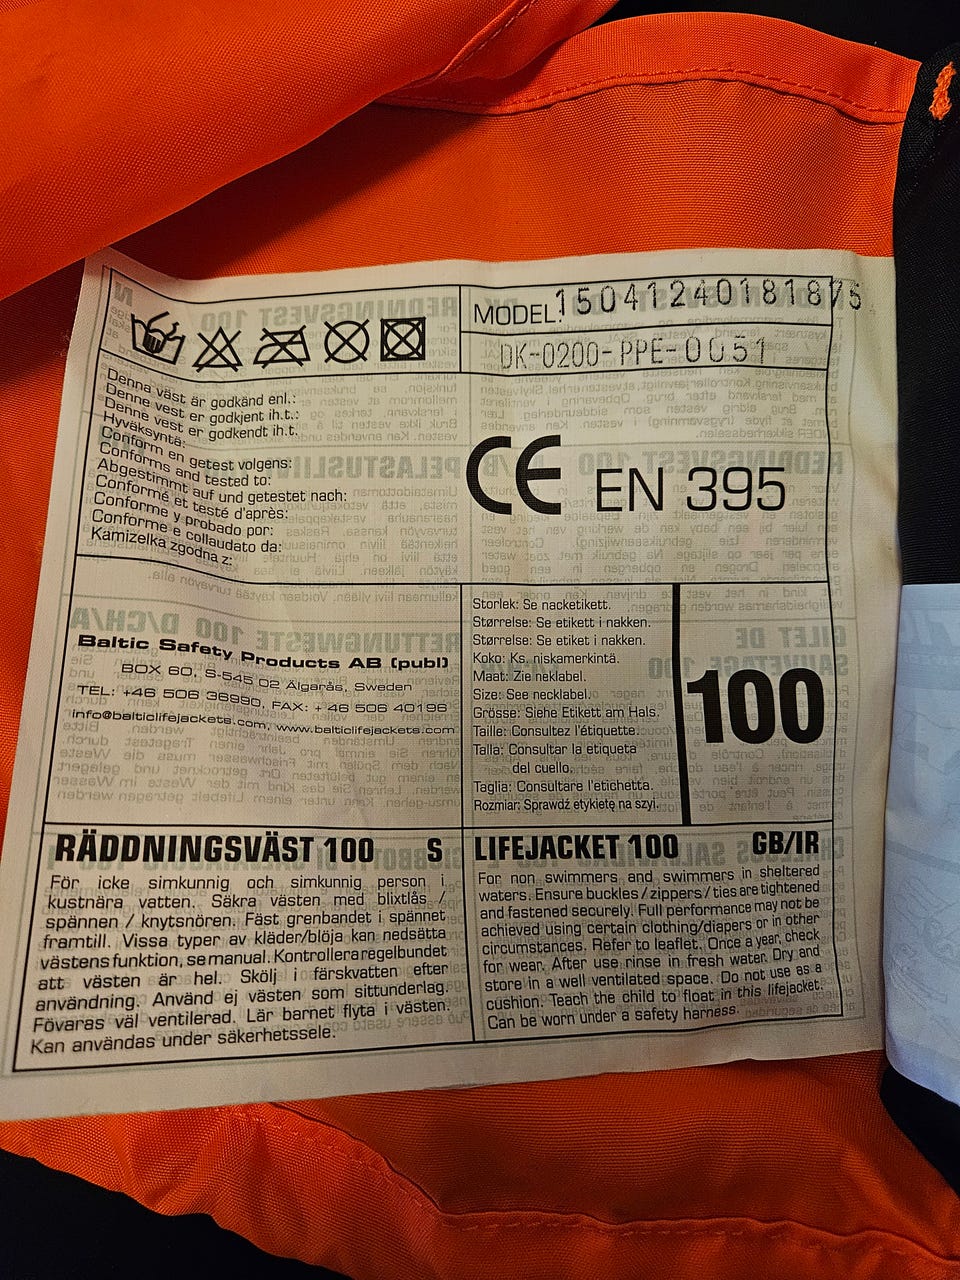 MODEL: 15041240181875
DK-0200-PPE-0051
Denna väst är godkänd enl.:
Denne vest er godkjent ih.t.:
Denne vest er godkendt ih.t.
Hyväksyntä:
Conform en getest volgens:
Conforms and tested to:
Abgestimmt auf und getestet nach:
Conformé et testé d'après:
Conforme y probado por:
Conforme e collaudato da:
Kamizelka zgodna z:
CE EN 395
Baltic Safety Products AB (publ)
BOX 60, S-545 02 Älgarås, Sweden
TEL: +46 506 36990, FAX: +46 506 40196
info@balticlifejackets.com, www.balticlifejackets.com
Storlek: Se nacketikett.
Størrelse: Se etikett i nakken.
Størrelse: Se etiket i nakken.
Koko: Ks. niskamerkintä.
Maat: Zie neklabel.
Size: See necklabel.
Grösse: Siehe Etikett am Hals.
Taille: Consultez l'étiquette.
Talla: Consultar la etiqueta
del cuello.
Taglia: Consultare l'etichetta.
Rozmiar: Sprawdź etykietę na szyi.
100
RÄDDNINGSVÄST 100 S
För icke simkunnig och simkunnig person i
kustnära vatten. Säkra västen med blixtlås /
spännen / knytsnören. Fäst grenbandet i spännet
framtill. Vissa typer av kläder/blöja kan nedsätta
västens funktion, se manual. Kontrollera regelbundet
att västen är hel. Skölj i färskvatten efter
användning. Använd ej västen som sittunderlag.
Förvaras väl ventilerad. Lär barnet flyta i västen.
Kan användas under säkerhetssele.
LIFEJACKET 100 GB/IR
For non swimmers and swimmers in sheltered
waters. Ensure buckles / zippers / ties are tightened
and fastened securely. Full performance may not be
achieved using certain clothing/diapers or in other
circumstances. Refer to leaflet. Once a year, check
for wear. After use rinse in fresh water. Dry and
store in a well ventilated space. Do not use as a
cushion. Teach the child to float in this lifejacket.
Can be worn under a safety harness.